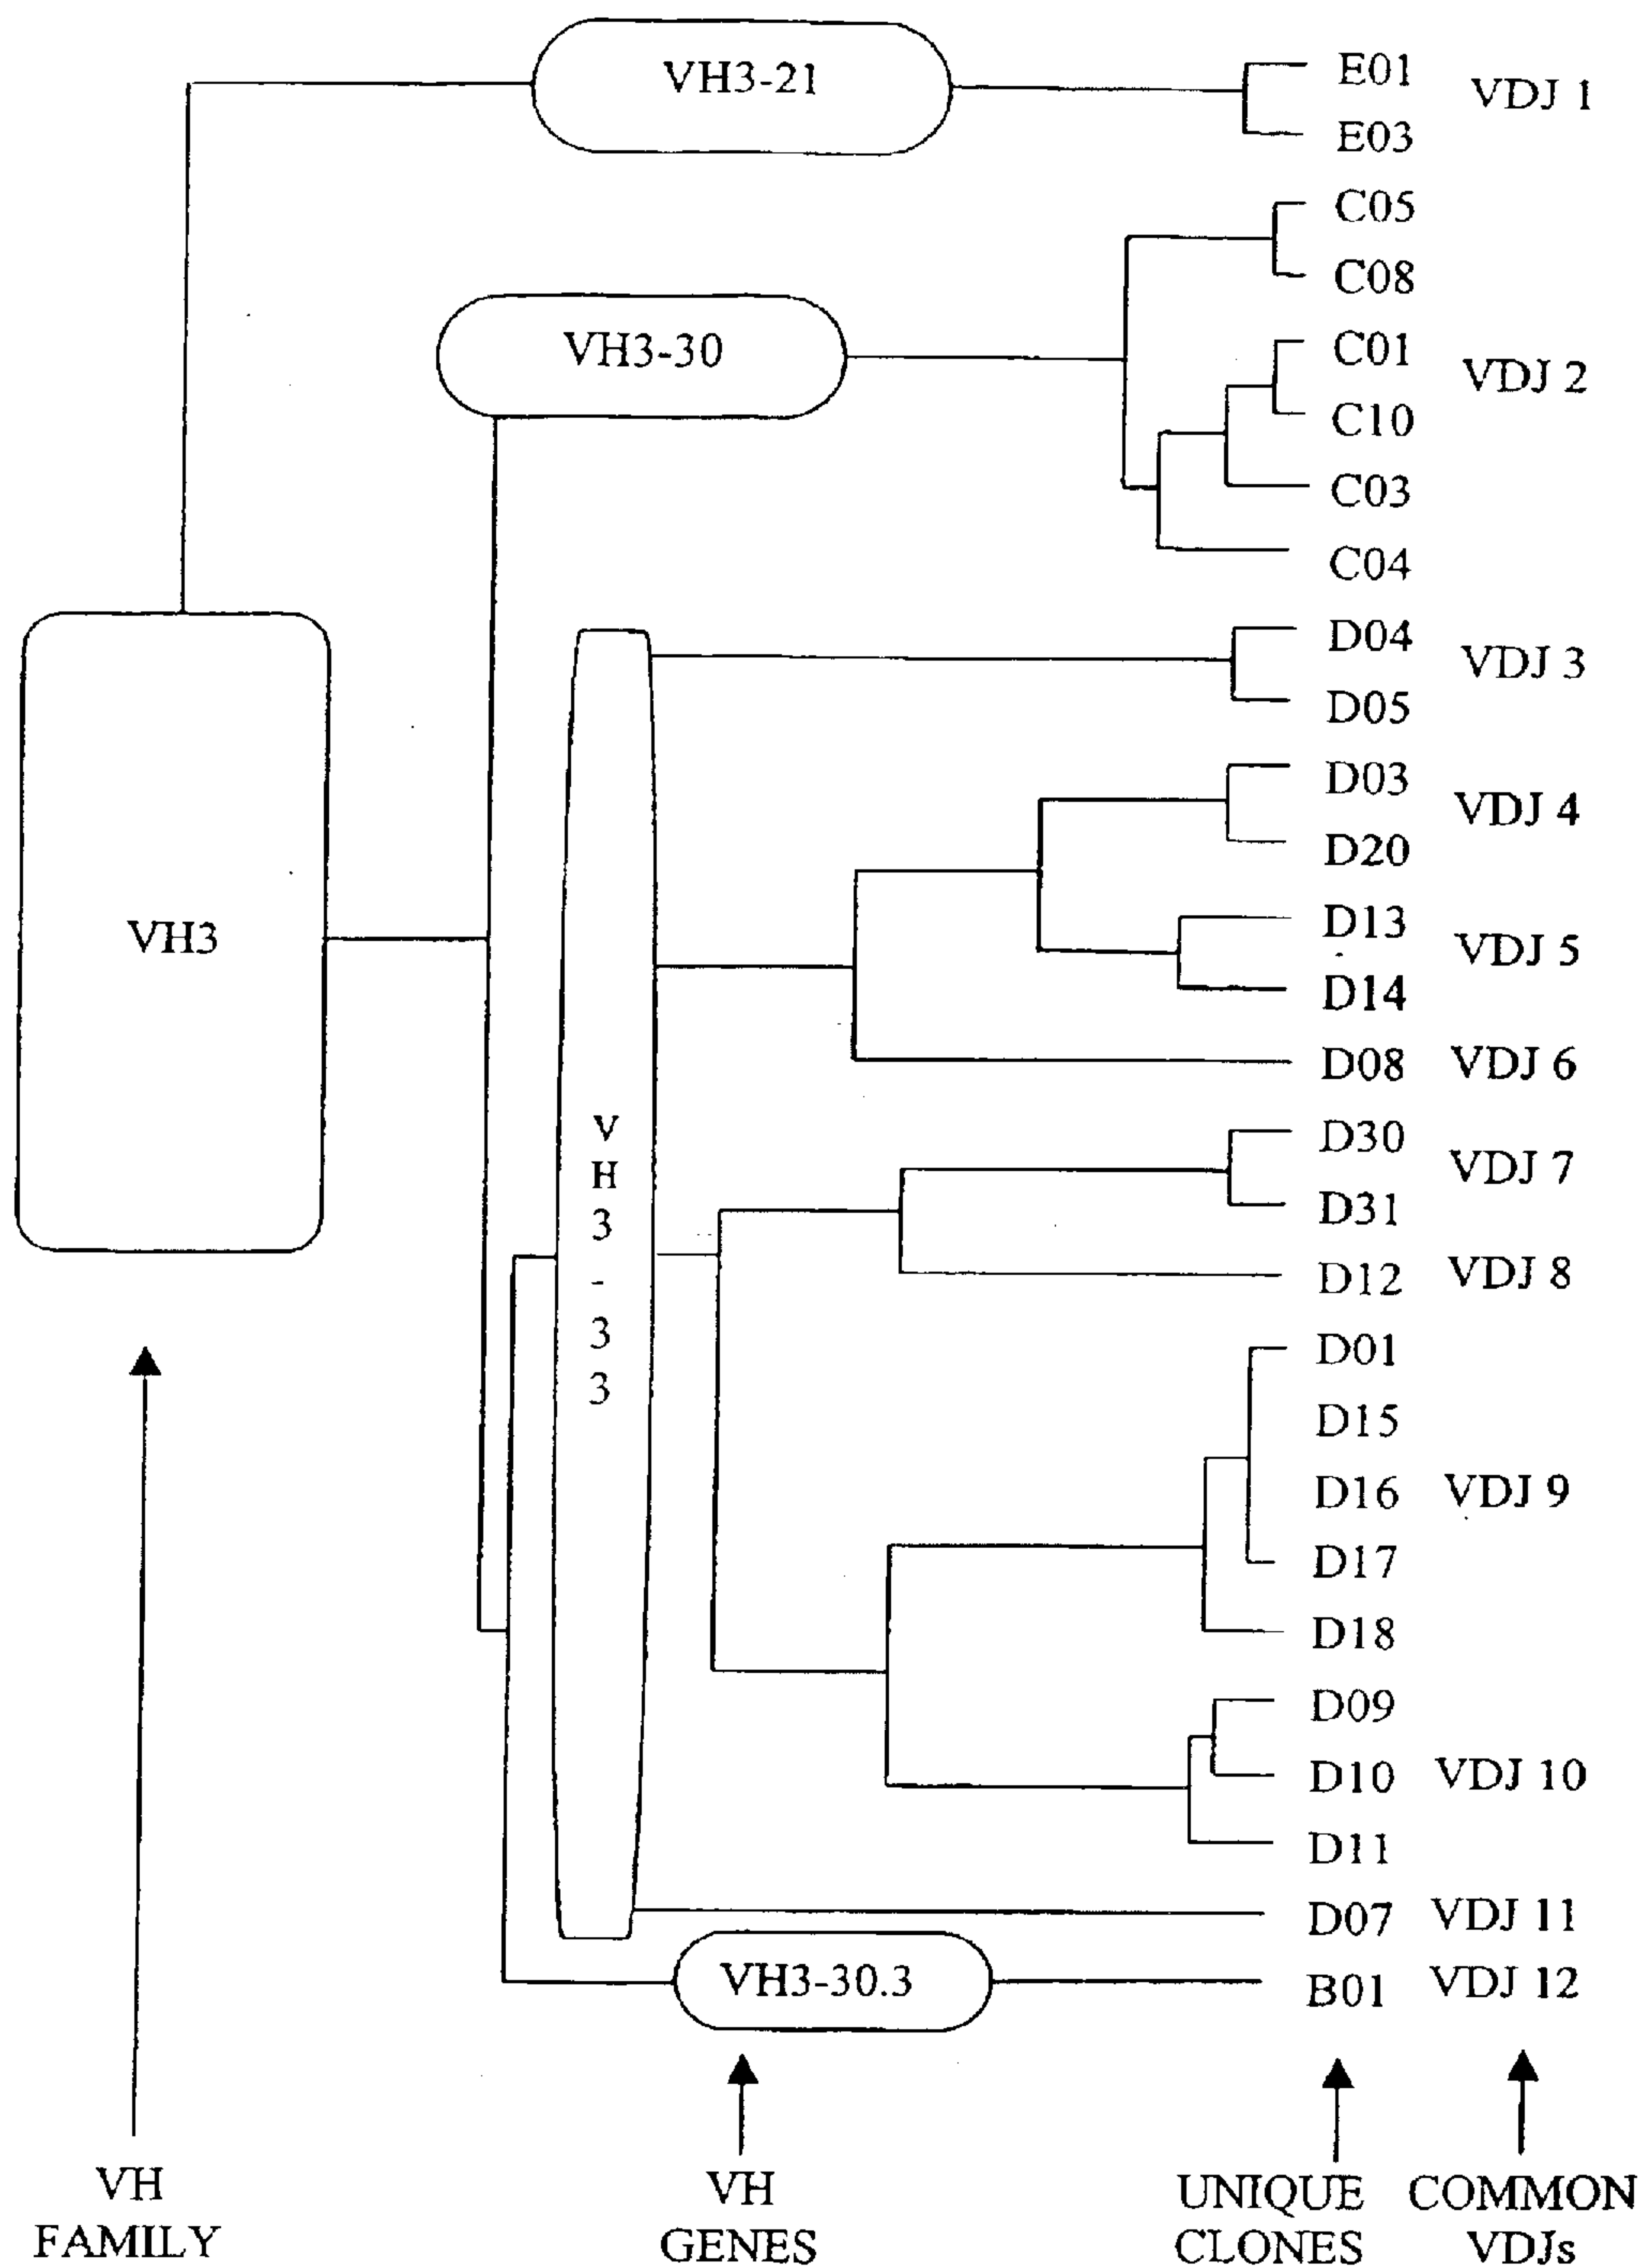 VH3-21
E01
VDJ 1
E03
C05
C08
VH3-30
C01
VDJ 2
C10
C03
C04
D04
VDJ 3
D05
D03
VDJ 4
D20
VH3
D13
VDJ 5
D14
D08 VDJ 6
VH3-33
D30
VDJ 7
D31
D12 VDJ 8
D01
D15
D16 VDJ 9
D17
D18
D09
D10 VDJ 10
D11
D07 VDJ 11
VH3-30.3
B01 VDJ 12
VH
FAMILY
VH
GENES
UNIQUE
CLONES
COMMON
VDJs